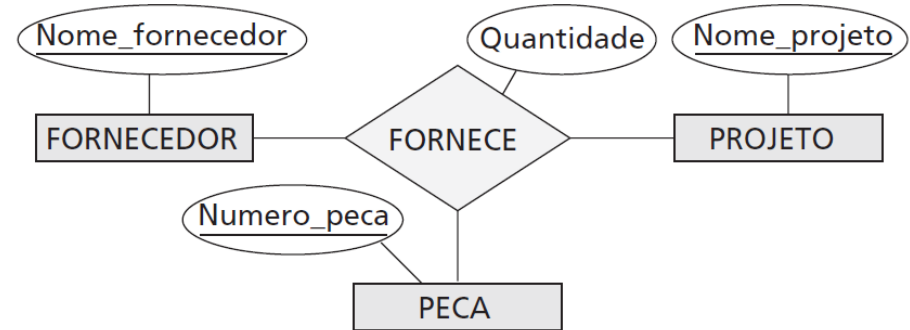 Nome_fornecedor
Quantidade
Nome_projeto
FORNECEDOR
FORNECE
PROJETO
Numero_peca
PECA